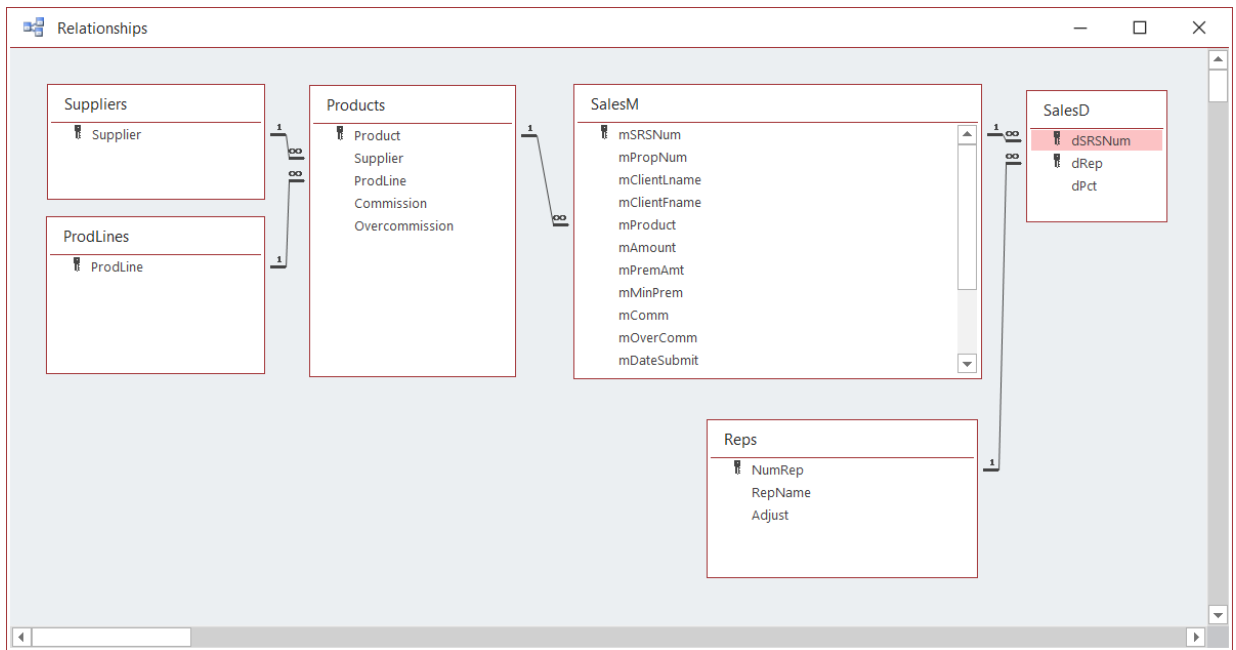 Relationships
Suppliers
Supplier
ProdLines
ProdLine
Products
Product
Supplier
ProdLine
Commission
Overcommission
SalesM
mSRSNum
mPropNum
mClientLname
mClientFname
mProduct
mAmount
mPremAmt
mMinPrem
mComm
mOverComm
mDateSubmit
SalesD
dSRSNum
dRep
dPct
Reps
NumRep
RepName
Adjust
1
∞
∞
1
1
∞
1
∞
∞
1